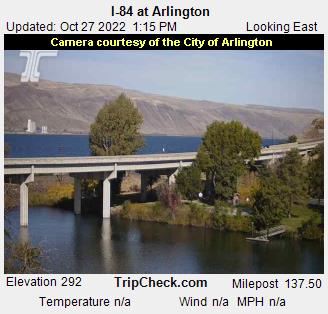 I-84 at Arlington
Updated: Oct 27 2022 1:15 PM Looking East
Camera courtesy of the City of Arlington
Elevation 292 TripCheck.com Milepost 137.50
Temperature n/a Wind n/a MPH n/a